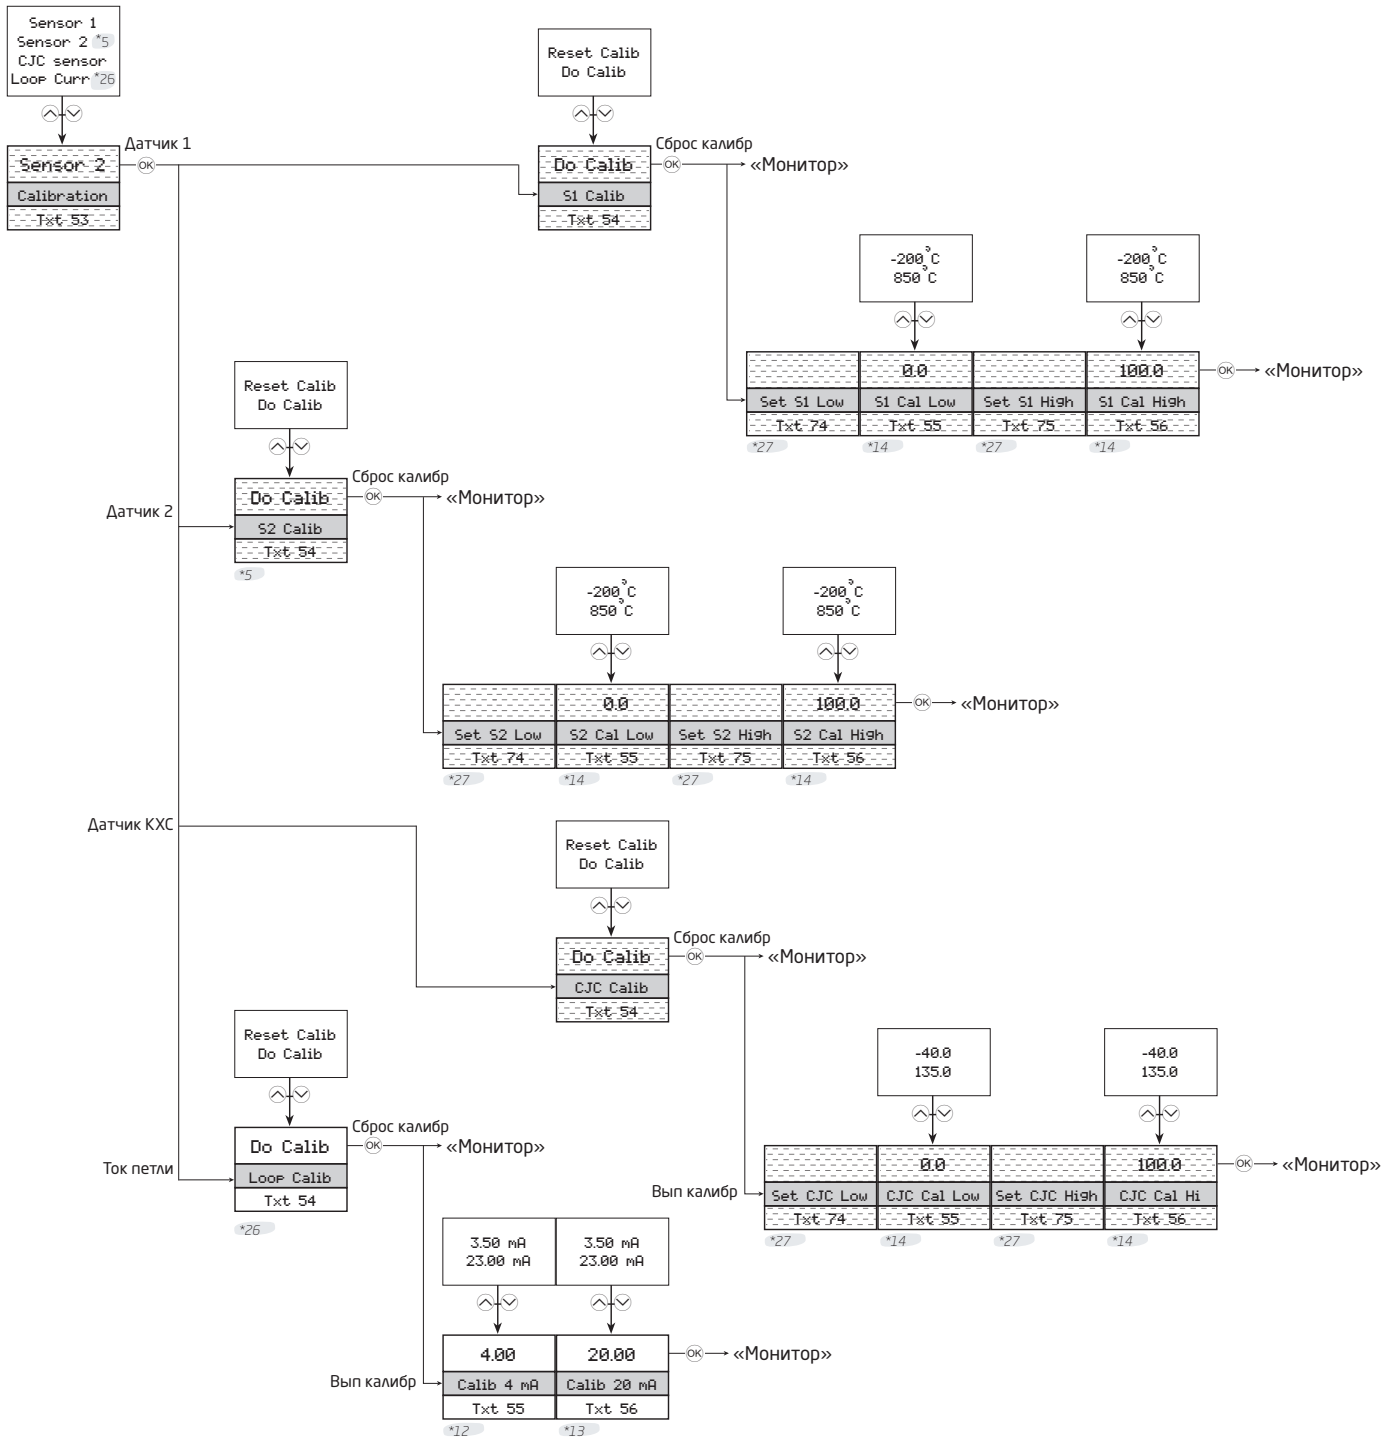 Sensor 1
Sensor 2 *5
CJC sensor
Loop Curr *26
Reset Calib
Do Calib
Датчик 1
Сброс калибр
Sensor 2
OK
Do Calib
OK
«Монитор»
Calibration
S1 Calib
Txt 53
Txt 54
-200°C
850°C
-200°C
850°C
0.0
100.0
OK
«Монитор»
Set S1 Low
S1 Cal Low
Set S1 High
S1 Cal High
Txt 74
Txt 55
Txt 75
Txt 56
*27
*14
*27
*14
Reset Calib
Do Calib
Сброс калибр
Do Calib
OK
«Монитор»
Датчик 2
S2 Calib
Txt 54
*5
-200°C
850°C
-200°C
850°C
0.0
100.0
OK
«Монитор»
Set S2 Low
S2 Cal Low
Set S2 High
S2 Cal High
Txt 74
Txt 55
Txt 75
Txt 56
*27
*14
*27
*14
Датчик КХС
Reset Calib
Do Calib
Сброс калибр
Do Calib
OK
«Монитор»
CJC Calib
Txt 54
Reset Calib
Do Calib
-40.0
135.0
-40.0
135.0
Сброс калибр
Do Calib
OK
«Монитор»
Ток петли
Loop Calib
Txt 54
*26
0.0
100.0
OK
«Монитор»
Вып калибр
Set CJC Low
CJC Cal Low
Set CJC High
CJC Cal Hi
Txt 74
Txt 55
Txt 75
Txt 56
*27
*14
*27
*14
3.50 mA
23.00 mA
3.50 mA
23.00 mA
4.00
20.00
OK
«Монитор»
Вып калибр
Calib 4 mA
Calib 20 mA
Txt 55
Txt 56
*12
*13